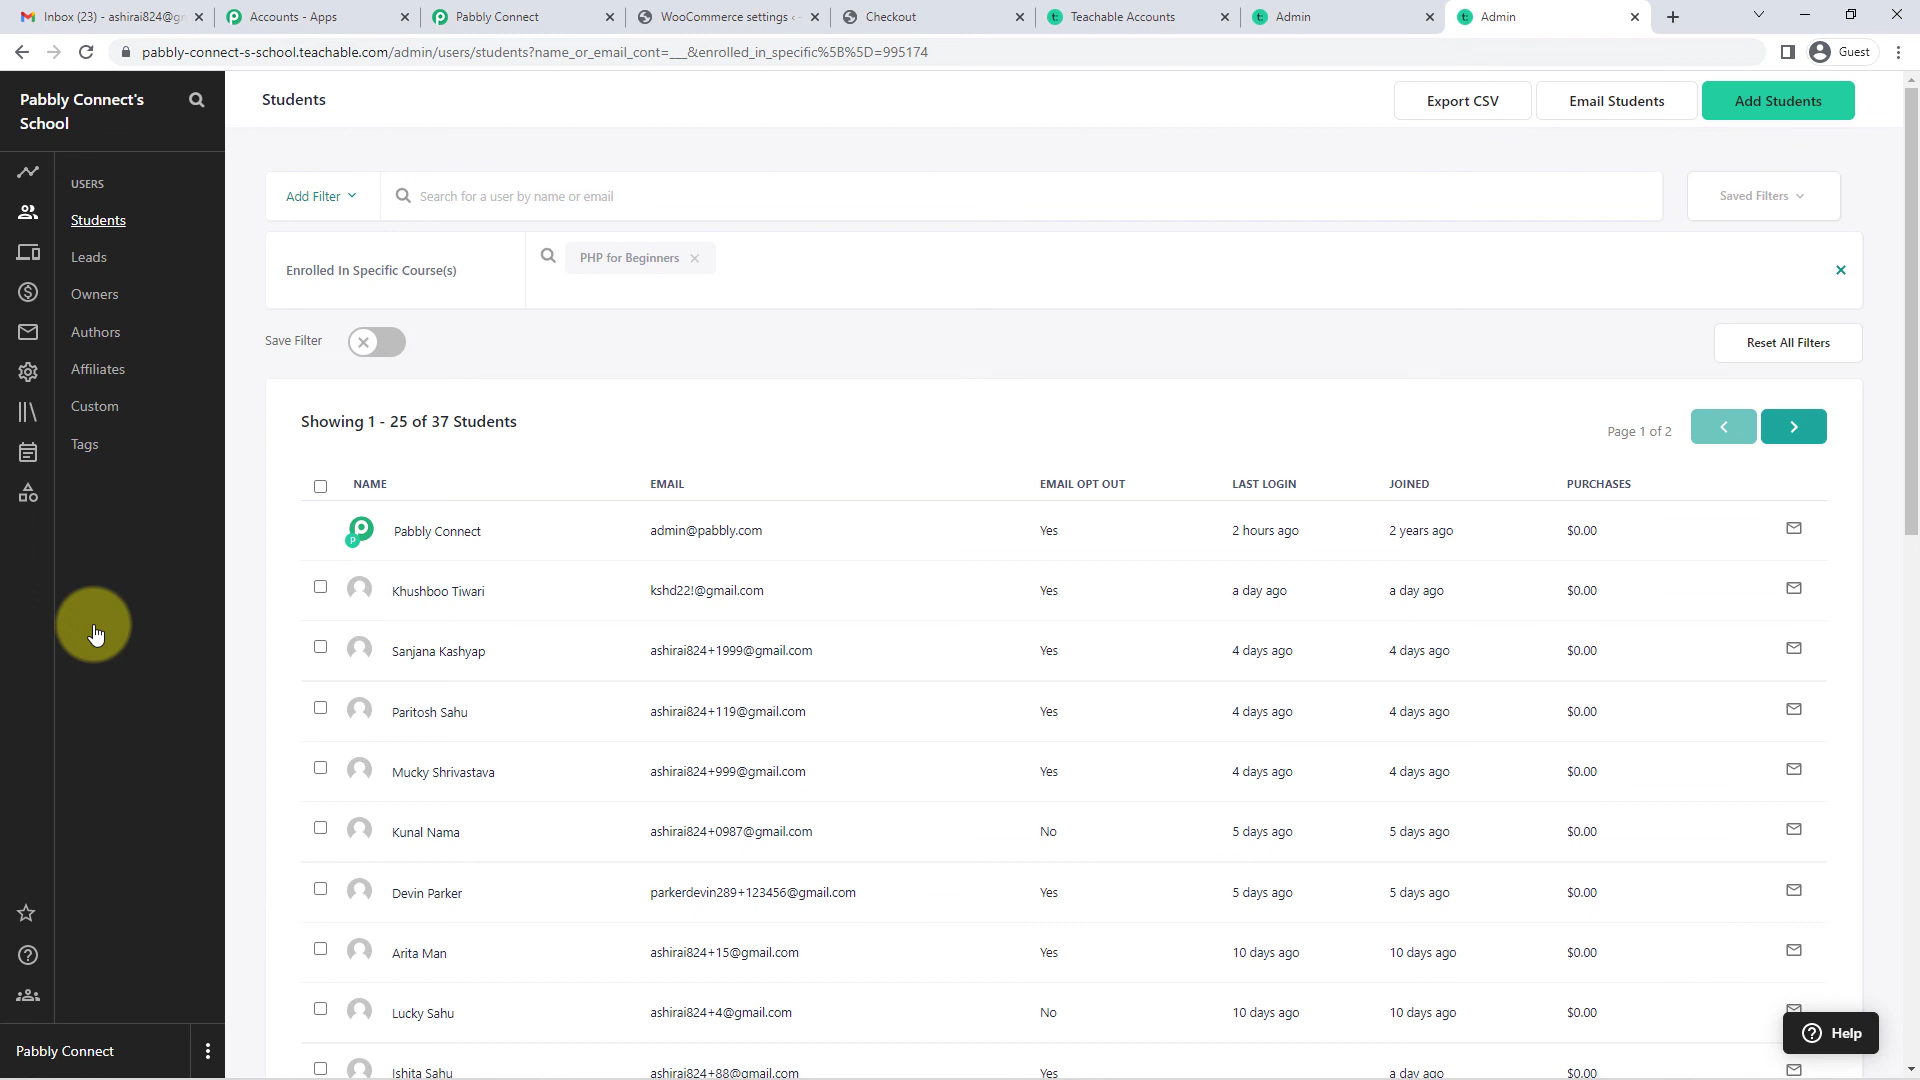 Inbox (23) - ashirai824@gr
Accounts - Apps
Pabbly Connect
WooCommerce settings ‹
Checkout
Teachable Accounts
Admin
Admin
pabbly-connect-s-school.teachable.com/admin/users/students?name_or_email_cont=___&enrolled_in_specific%5B%5D=995174
Guest
Pabbly Connect's
School
Students
Export CSV
Email Students
Add Students
USERS
Students
Leads
Owners
Authors
Affiliates
Custom
Tags
Add Filter
Search for a user by name or email
Saved Filters
Enrolled In Specific Course(s)
PHP for Beginners
Save Filter
Reset All Filters
Showing 1 - 25 of 37 Students
Page 1 of 2
NAME EMAIL EMAIL OPT OUT LAST LOGIN JOINED PURCHASES
Pabbly Connect admin@pabbly.com Yes 2 hours ago 2 years ago $0.00
Khushboo Tiwari kshd22!@gmail.com Yes a day ago a day ago $0.00
Sanjana Kashyap ashirai824+1999@gmail.com Yes 4 days ago 4 days ago $0.00
Paritosh Sahu ashirai824+119@gmail.com Yes 4 days ago 4 days ago $0.00
Mucky Shrivastava ashirai824+999@gmail.com Yes 4 days ago 4 days ago $0.00
Kunal Nama ashirai824+0987@gmail.com No 5 days ago 5 days ago $0.00
Devin Parker parkerdevin289+123456@gmail.com Yes 5 days ago 5 days ago $0.00
Arita Man ashirai824+15@gmail.com Yes 10 days ago 10 days ago $0.00
Lucky Sahu ashirai824+4@gmail.com No 10 days ago 10 days ago $0.00
Ishita Sahu ashirai824+88@gmail.com Yes a day ago $0.00
Help
Pabbly Connect